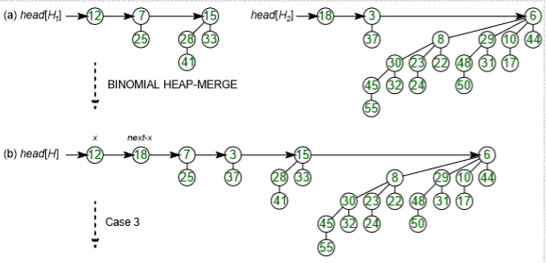 (a) head[H₁] 12 7 15 head[H₂] 18 3 6
25 28 33 37 8 29 10 44
41 30 23 22 48 31 17
45 32 24 50
55
BINOMIAL HEAP-MERGE
x next-x
(b) head[H] 12 18 7 3 15 6
25 37 28 33 8 29 10 44
41 30 23 22 48 31 17
45 32 24 50
55
Case 3